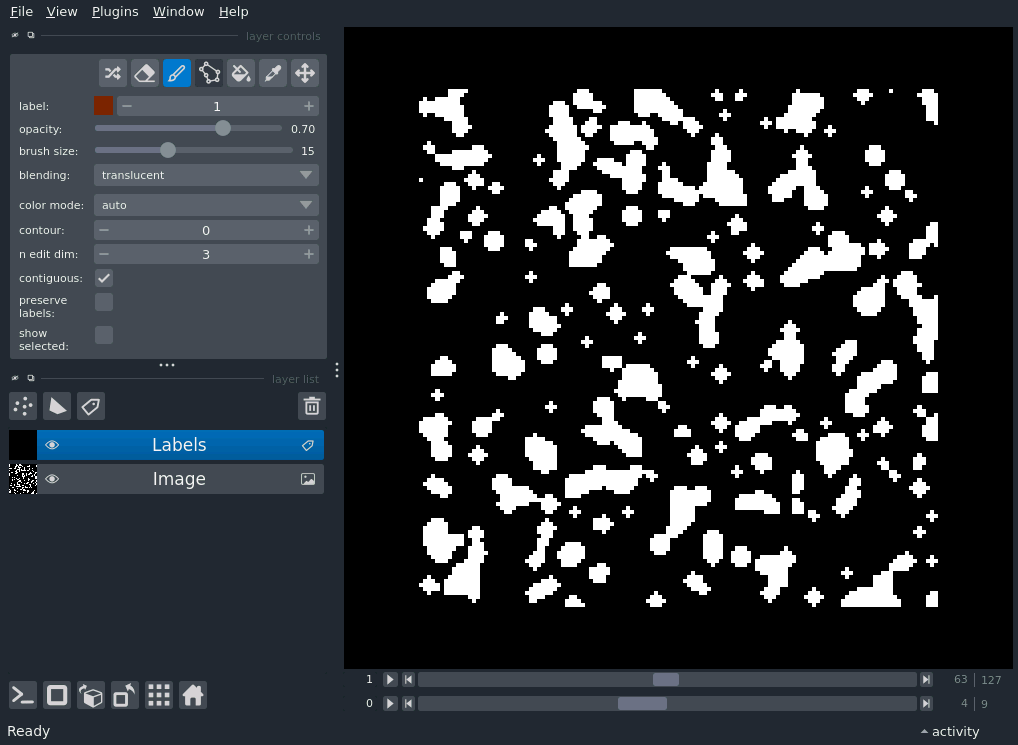 File View Plugins Window Help
layer controls
label: 1
opacity: 0.70
brush size: 15
blending: translucent
color mode: auto
contour: 0
n edit dim: 3
contiguous:
preserve
labels:
show
selected:
layer list
Labels
Image
1 63 127
0 4 9
Ready activity